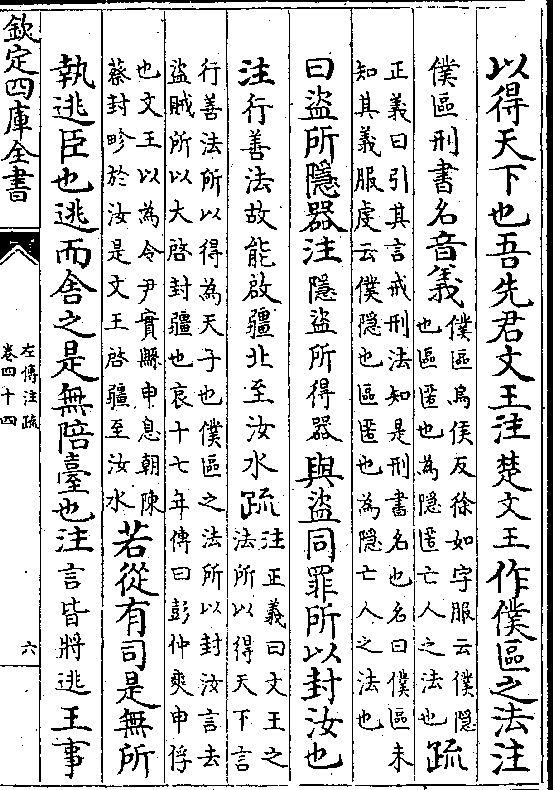 以得天下也吾先君文王注楚文王作僕區之法注
僕區刑書名音義僕區烏侯反徐如字服云僕隱
也區匿也為隱匿亡人之法也疏
正義曰引其言戒刑法知是刑書名也名曰僕區未
知其義服虔云僕隱也區匿也為隱亡人之法也
曰盜所隱器注隱盜所得器與盜同罪所以封汝也
注行善法故能啟疆北至汝水疏注正義曰文王之
法所以得天下言
行善法所以得為天子也僕區之法所以封汝言去
盜賊所以大啓封疆也哀十七年傳曰彭仲爽申俘
也文王以為令尹實縣申息朝陳
蔡封畛於汝是文王啓疆至汝水若從有司是無所
執逃臣也逃而舍之是無陪臺也注言皆將逃王事
欽定四庫全書
左傳注疏
卷四十四
六